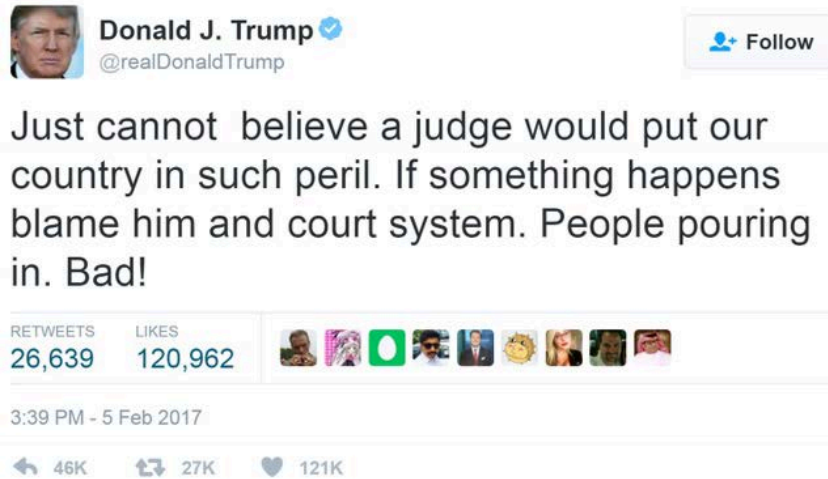 Donald J. Trump
Follow
@realDonaldTrump
Just cannot believe a judge would put our
country in such peril. If something happens
blame him and court system. People pouring
in. Bad!
RETWEETS LIKES
26,639 120,962
3:39 PM - 5 Feb 2017
46K 27K 121K